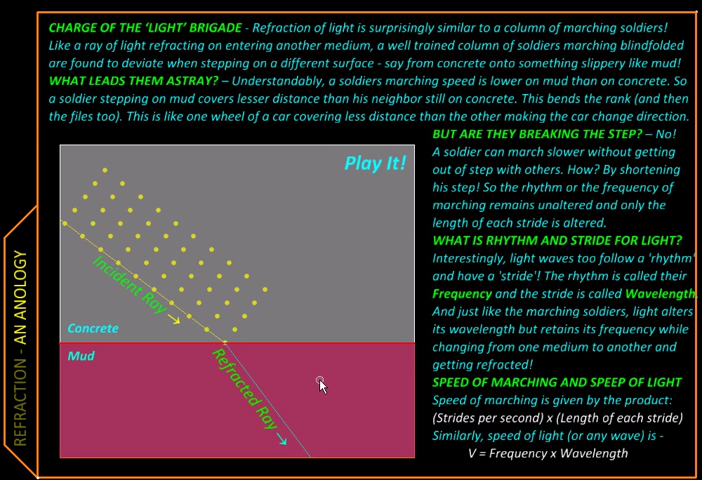 CHARGE OF THE 'LIGHT' BRIGADE - Refraction of light is surprisingly similar to a column of marching soldiers!
Like a ray of light refracting on entering another medium, a well trained column of soldiers marching blindfolded
are found to deviate when stepping on a different surface - say from concrete onto something slippery like mud!
WHAT LEADS THEM ASTRAY? – Understandably, a soldiers marching speed is lower on mud than on concrete. So
a soldier stepping on mud covers lesser distance than his neighbor still on concrete. This bends the rank (and then
the files too). This is like one wheel of a car covering less distance than the other making the car change direction.
BUT ARE THEY BREAKING THE STEP? – No!
A soldier can march slower without getting
out of step with others. How? By shortening
his step! So the rhythm or the frequency of
marching remains unaltered and only the
length of each stride is altered.
WHAT IS RHYTHM AND STRIDE FOR LIGHT?
Interestingly, light waves too follow a 'rhythm'
and have a 'stride'! The rhythm is called their
Frequency and the stride is called Wavelength.
And just like the marching soldiers, light alters
its wavelength but retains its frequency while
changing from one medium to another and
getting refracted!
SPEED OF MARCHING AND SPEEP OF LIGHT
Speed of marching is given by the product:
(Strides per second) x (Length of each stride)
Similarly, speed of light (or any wave) is -
V = Frequency x Wavelength
Play It!
Incident Ray
Concrete
Mud
Refracted Ray
REFRACTION - AN ANOLOGY